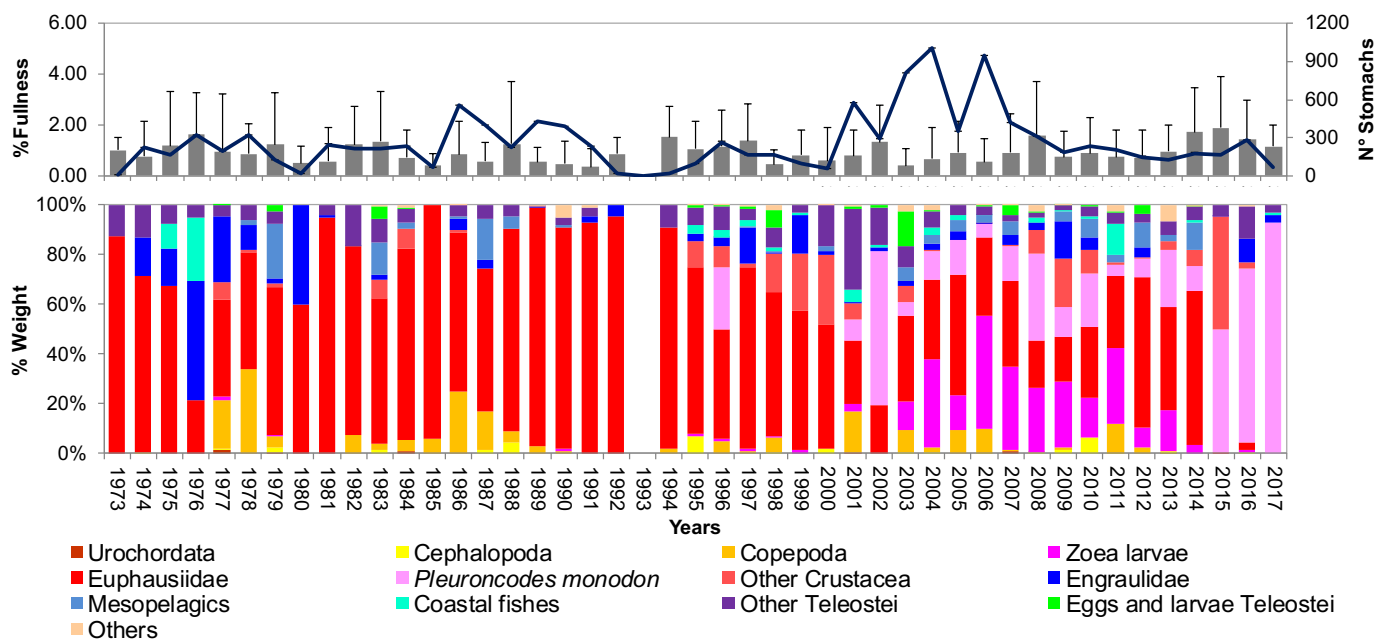 6.00
4.00
2.00
0.00
%Fullness
1200
900
600
300
0
N° Stomachs
100%
80%
60%
40%
20%
0%
% Weight
1973 1974 1975 1976 1977 1978 1979 1980 1981 1982 1983 1984 1985 1986 1987 1988 1989 1990 1991 1992 1993 1994 1995 1996 1997 1998 1999 2000 2001 2002 2003 2004 2005 2006 2007 2008 2009 2010 2011 2012 2013 2014 2015 2016 2017
Years
Urochordata Cephalopoda Copepoda Zoea larvae
Euphausiidae Pleuroncodes monodon Other Crustacea Engraulidae
Mesopelagics Coastal fishes Other Teleostei Eggs and larvae Teleostei
Others